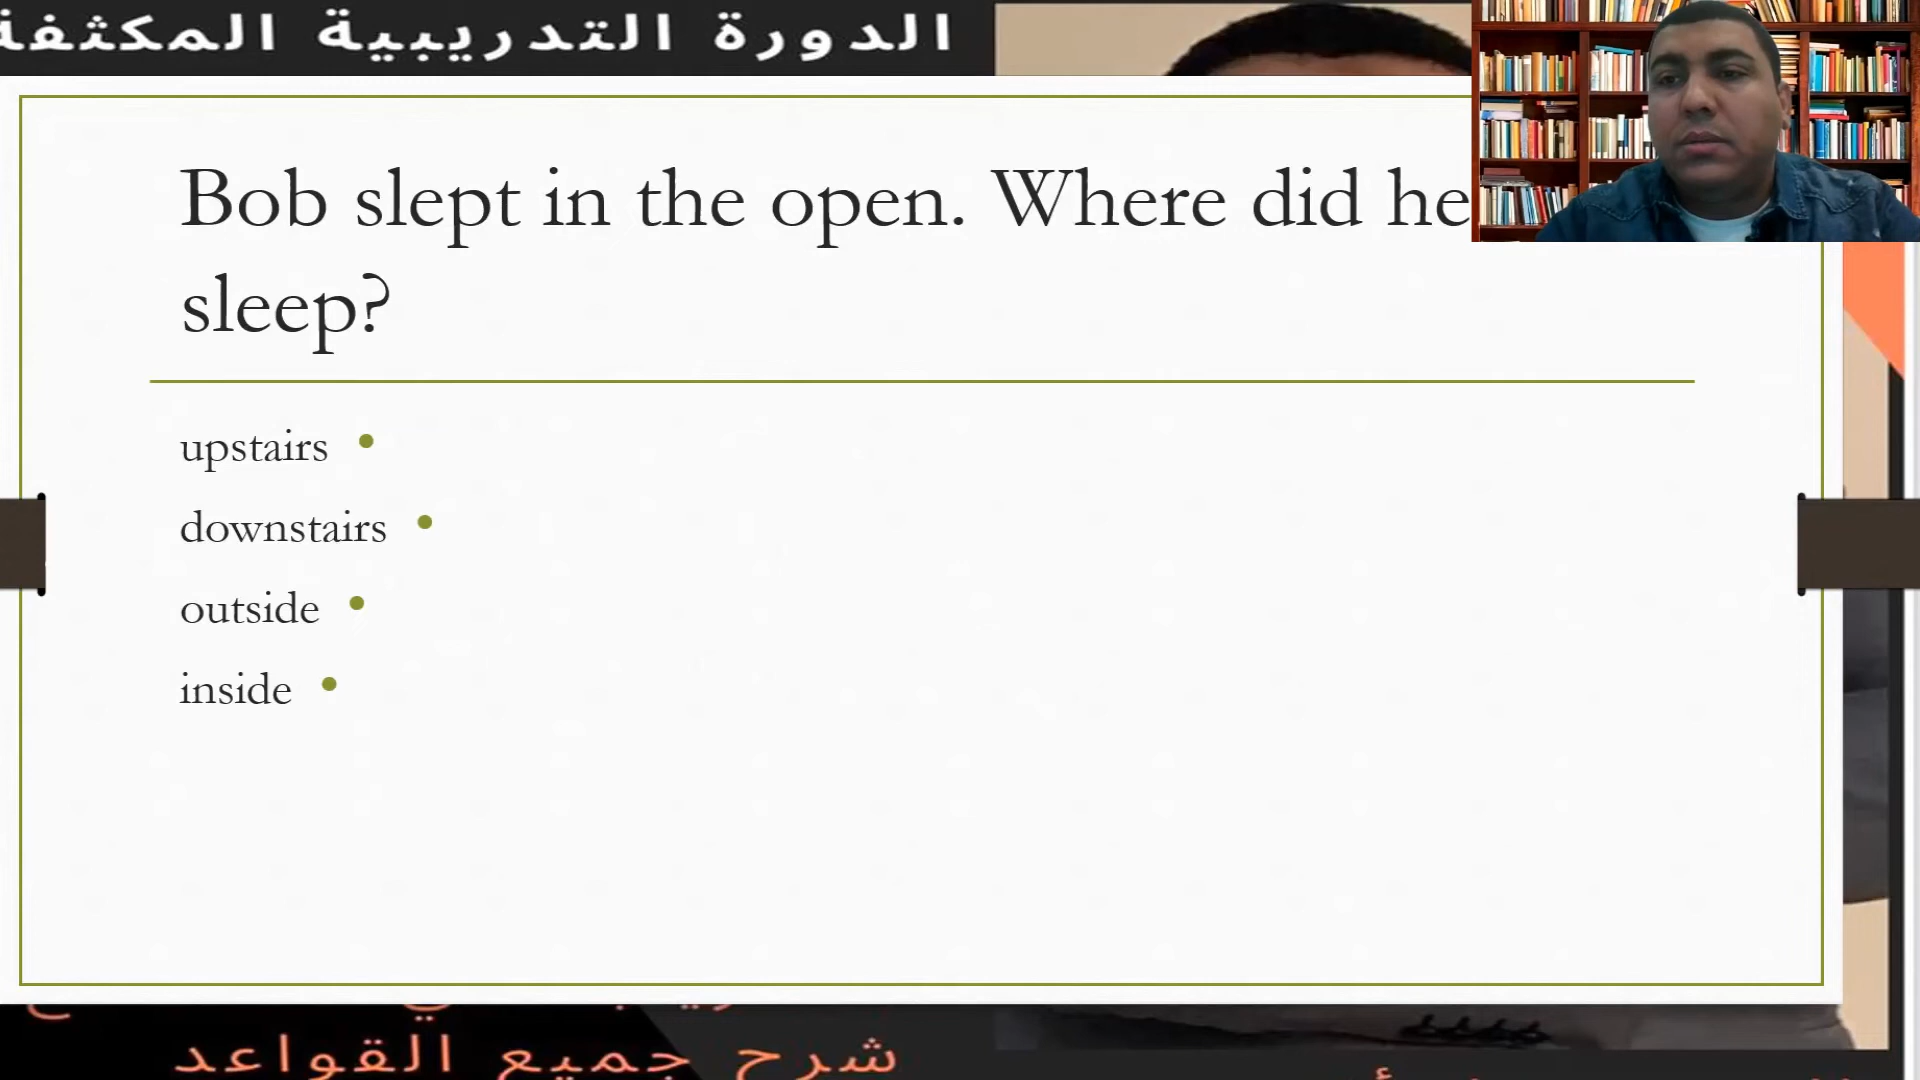 الدورة التدريبية المكثفة
Bob slept in the open. Where did he
sleep?
upstairs •
downstairs •
outside •
inside •
شرح جميع القواعد